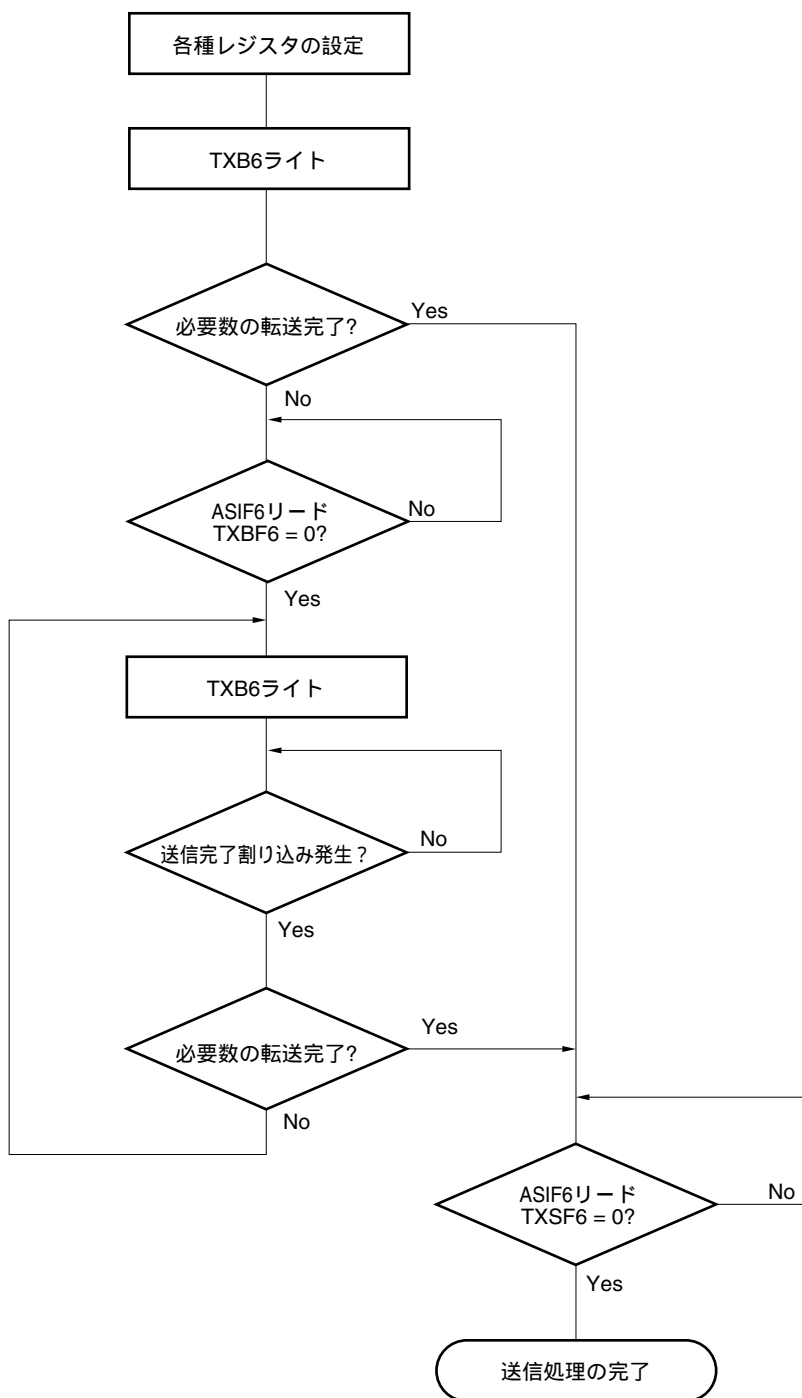 各種レジスタの設定
TXB6ライト
必要数の転送完了?
Yes
No
ASIF6リード
TXBF6 = 0?
No
Yes
TXB6ライト
送信完了割り込み発生？
No
Yes
必要数の転送完了?
Yes
No
ASIF6リード
TXSF6 = 0?
No
Yes
送信処理の完了